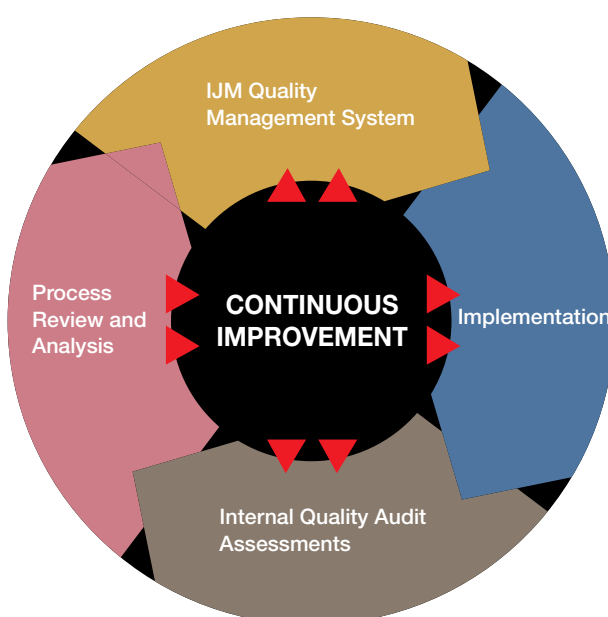 IJM Quality
Management System
Process
Review and
Analysis
CONTINUOUS
IMPROVEMENT
Implementation
Internal Quality Audit
Assessments